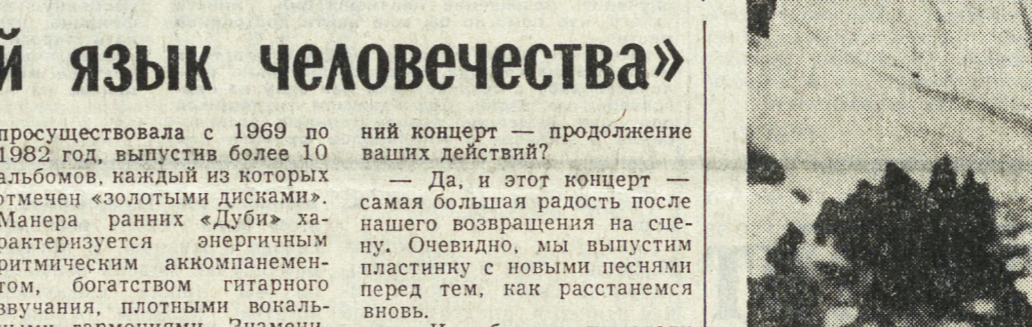 й язык человечества»
просуществовала с 1969 по
1982 год, выпустив более 10
альбомов, каждый из которых
отмечен «золотыми дисками».
Манера ранних «Дуби» ха-
рактеризуется энергичным
ритмическим аккомпанемен-
том, богатством гитарного
звучания, плотными вокаль-
ний концерт — продолжение
ваших действий?
— Да, и этот концерт —
самая большая радость после
нашего возвращения на сце-
ну. Очевидно, мы выпустим
пластинку с новыми песнями
перед тем, как расстанемся
вновь.